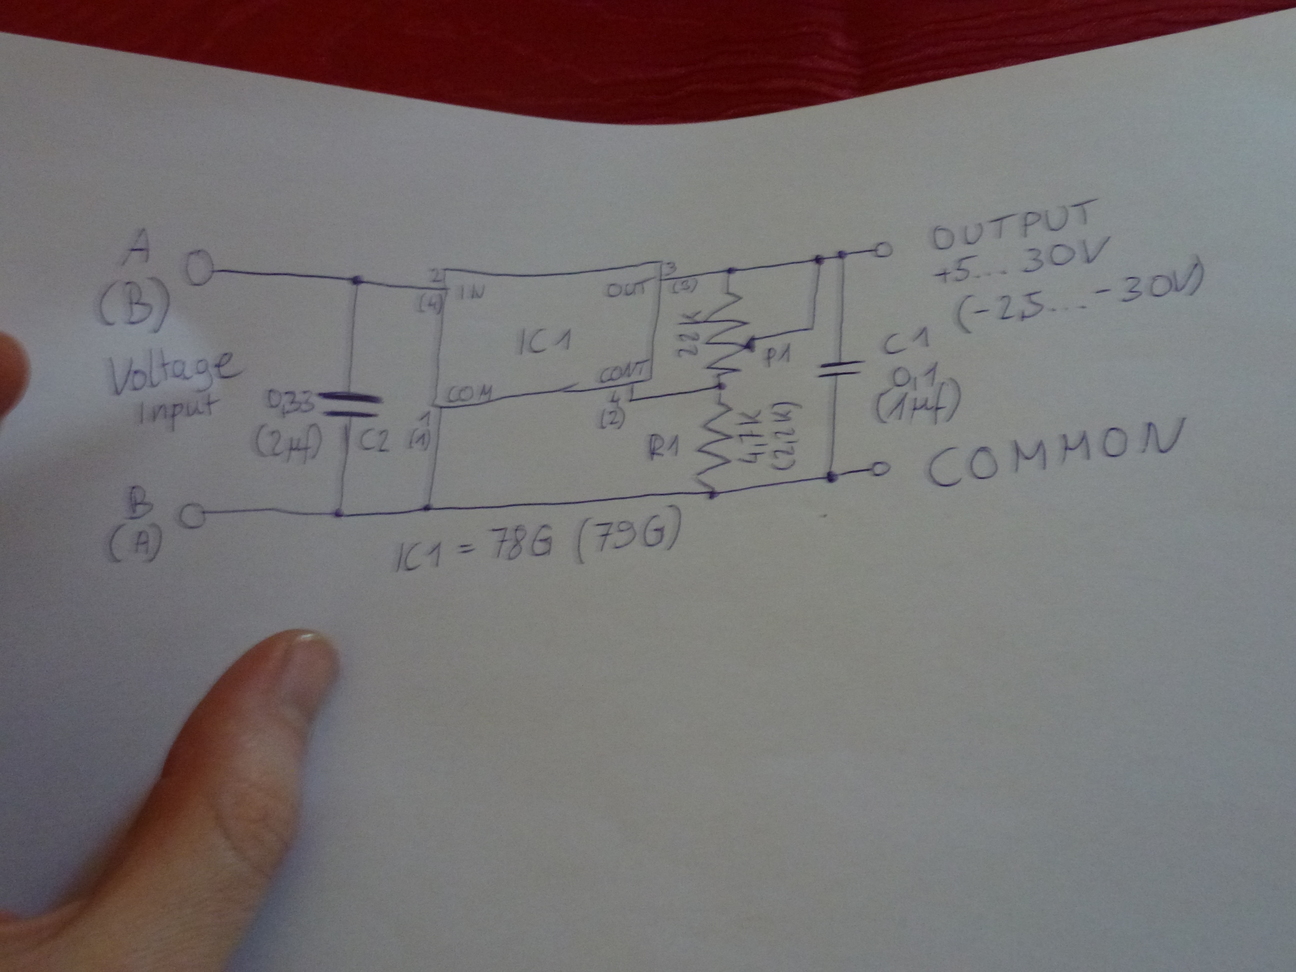 A
(B)
Voltage
Input
B
(A)
0,33
(2µf) C2
2
(4)
IN
IC1
OUT
3
(3)
COM
1
(1)
CONT
4
(2)
22K
P1
R1
4,7K
(2,2K)
C1
0,1
(1µf)
OUTPUT
+5...30V
(-2,5...-30V)
COMMON
IC1 = 78G (79G)